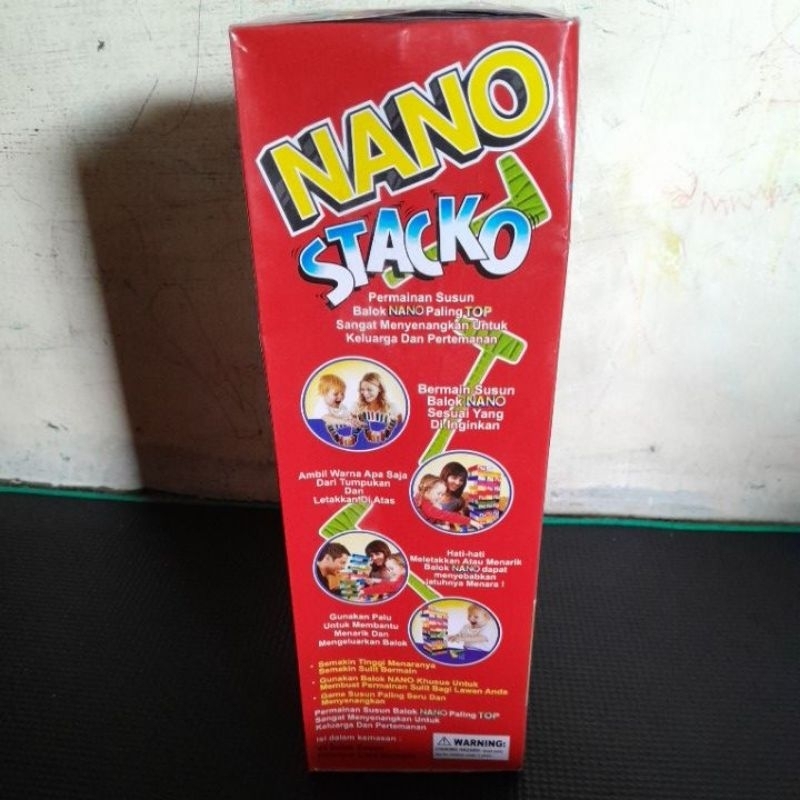 NANO
STACKO
Permainan Susun
Balok NANO Paling TOP
Sangat Menyenangkan Untuk
Keluarga Dan Pertemanan
Bermain Susun
Balok NANO
Sesuai Yang
Di Inginkan
Ambil Warna Apa Saja
Dari Tumpukan
Dan
Letakkan Di Atas
Hati-hati
Meletakkan Atau Menarik
Balok NANO dapat
menyebabkan
jatuhnya Menara !
Gunakan Palu
Untuk Membantu
Menarik Dan
Mengeluarkan Balok
• Semakin Tinggi Menaranya
Semakin Sulit Bermain
• Gunakan Balok NANO Khusus Untuk
Membuat Permainan Sulit Bagi Lawan Anda
• Game Susun Paling Seru Dan
Menyenangkan
Permainan Susun Balok NANO Paling TOP
Sangat Menyenangkan Untuk
Keluarga Dan Pertemanan
Isi dalam kemasan :
WARNING: